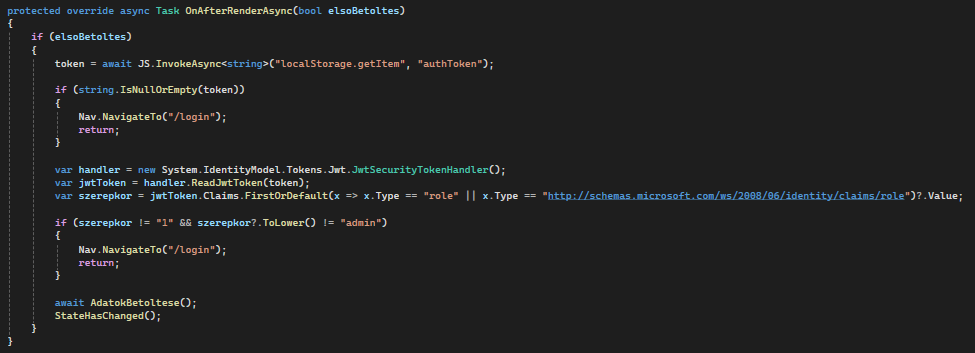 protected override async Task OnAfterRenderAsync(bool elsoBetoltes)
{
    if (elsoBetoltes)
    {
        token = await JS.InvokeAsync<string>("localStorage.getItem", "authToken");

        if (string.IsNullOrEmpty(token))
        {
            Nav.NavigateTo("/login");
            return;
        }

        var handler = new System.IdentityModel.Tokens.Jwt.JwtSecurityTokenHandler();
        var jwtToken = handler.ReadJwtToken(token);
        var szerepkor = jwtToken.Claims.FirstOrDefault(x => x.Type == "role" || x.Type == "http://schemas.microsoft.com/ws/2008/06/identity/claims/role")?.Value;

        if (szerepkor != "1" && szerepkor?.ToLower() != "admin")
        {
            Nav.NavigateTo("/login");
            return;
        }

        await AdatokBetoltese();
        StateHasChanged();
    }
}